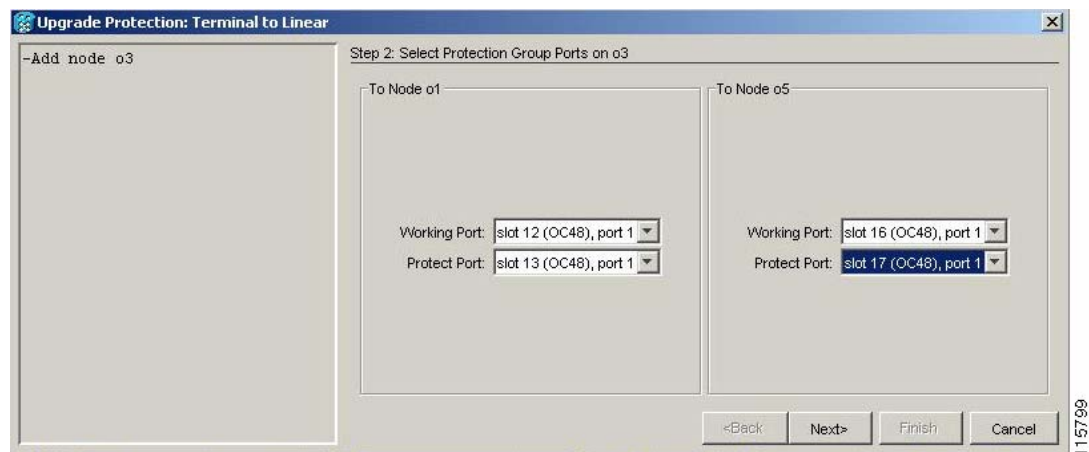 Upgrade Protection: Terminal to Linear
-Add node o3
Step 2: Select Protection Group Ports on o3
To Node o1
Working Port: slot 12 (OC48), port 1
Protect Port: slot 13 (OC48), port 1
To Node o5
Working Port: slot 16 (OC48), port 1
Protect Port: slot 17 (OC48), port 1
<Back
Next>
Finish
Cancel
115799